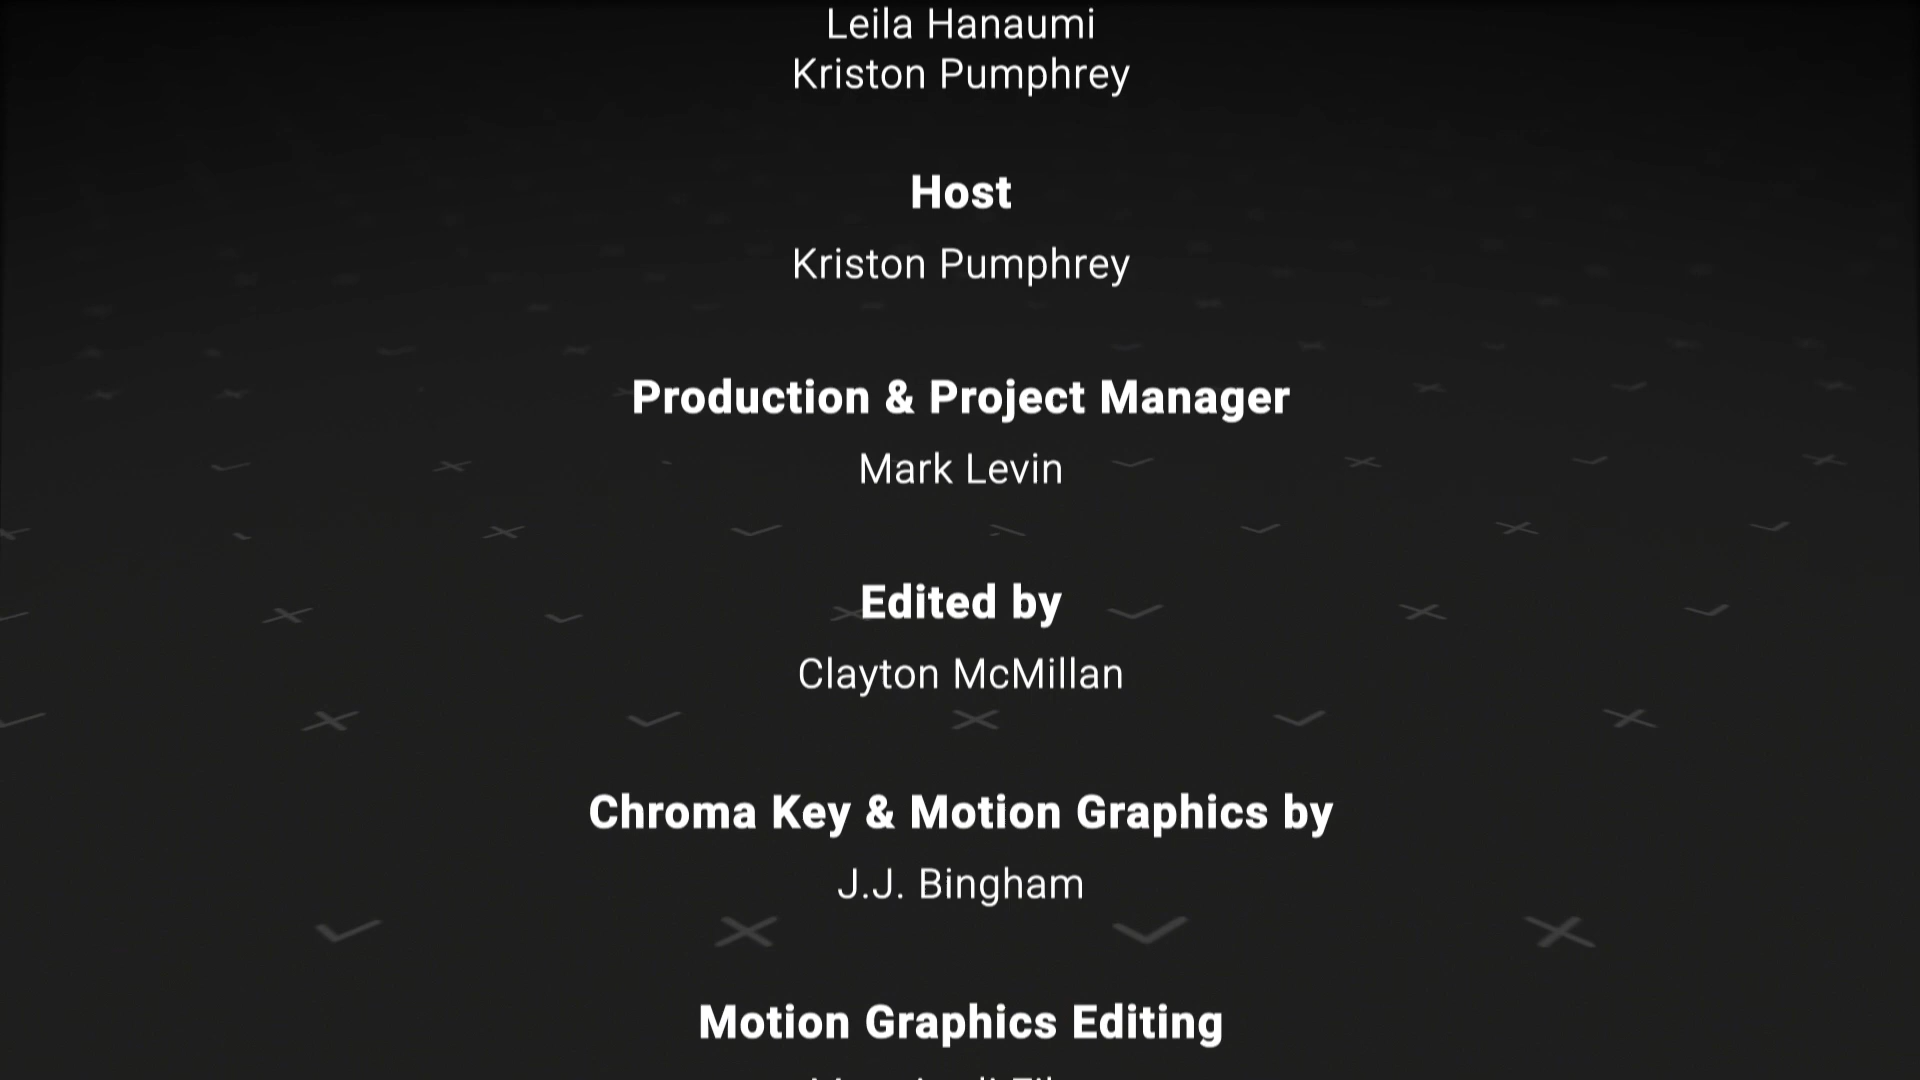 Leila Hanaumi
Kriston Pumphrey
Host
Kriston Pumphrey
Production & Project Manager
Mark Levin
Edited by
Clayton McMillan
Chroma Key & Motion Graphics by
J.J. Bingham
Motion Graphics Editing